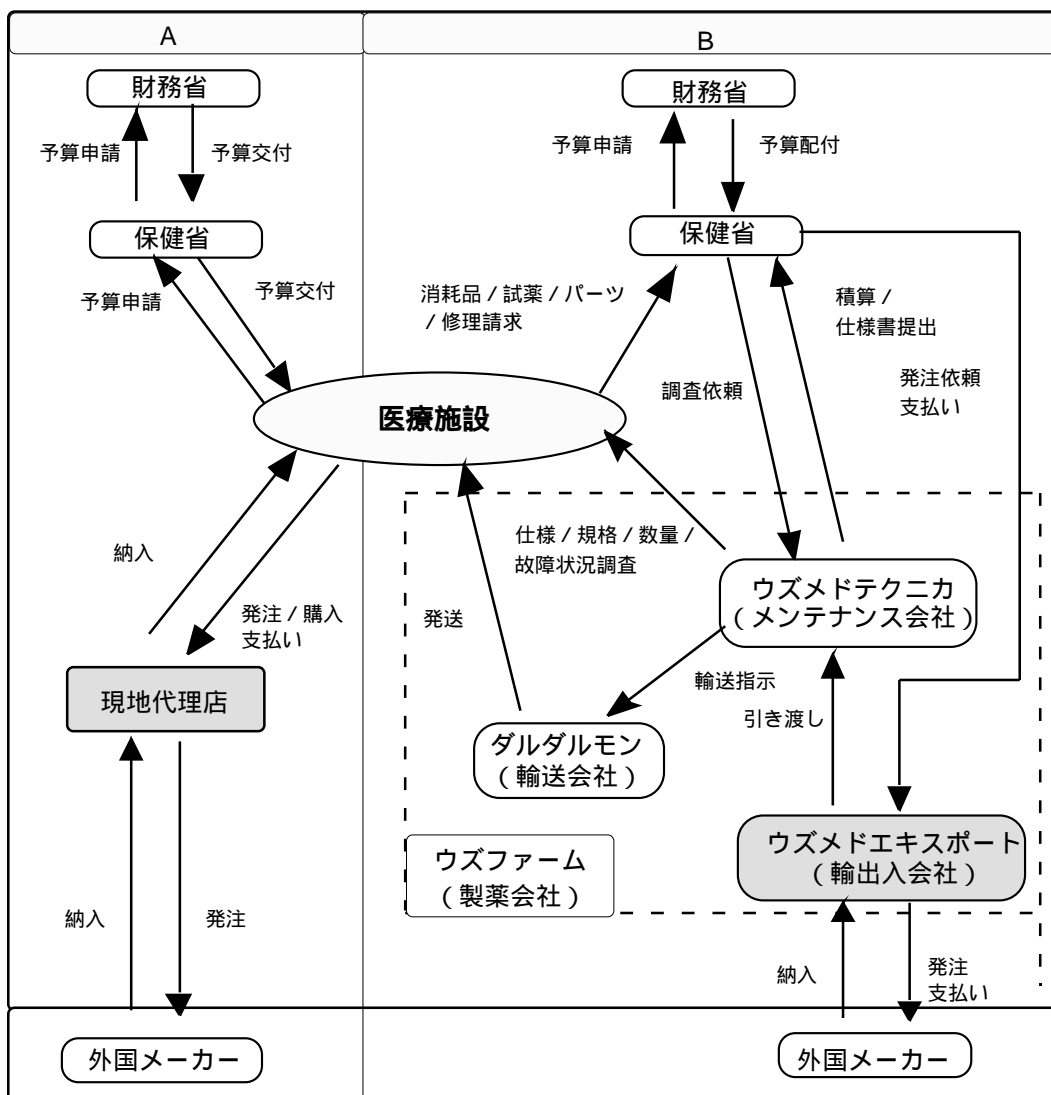 A
B
財務省
予算申請
予算交付
保健省
予算申請
予算交付
財務省
予算申請
予算配付
保健省
消耗品 / 試薬 / パーツ
/ 修理請求
調査依頼
積算 /
仕様書提出
発注依頼
支払い
医療施設
納入
発注 / 購入
支払い
現地代理店
納入
発注
外国メーカー
仕様 / 規格 / 数量 /
故障状況調査
発送
ウズメドテクニカ
(メンテナンス会社)
輸送指示
引き渡し
ダルダルモン
(輸送会社)
ウズファーム
(製薬会社)
ウズメドエキスポート
(輸出入会社)
納入
発注
支払い
外国メーカー